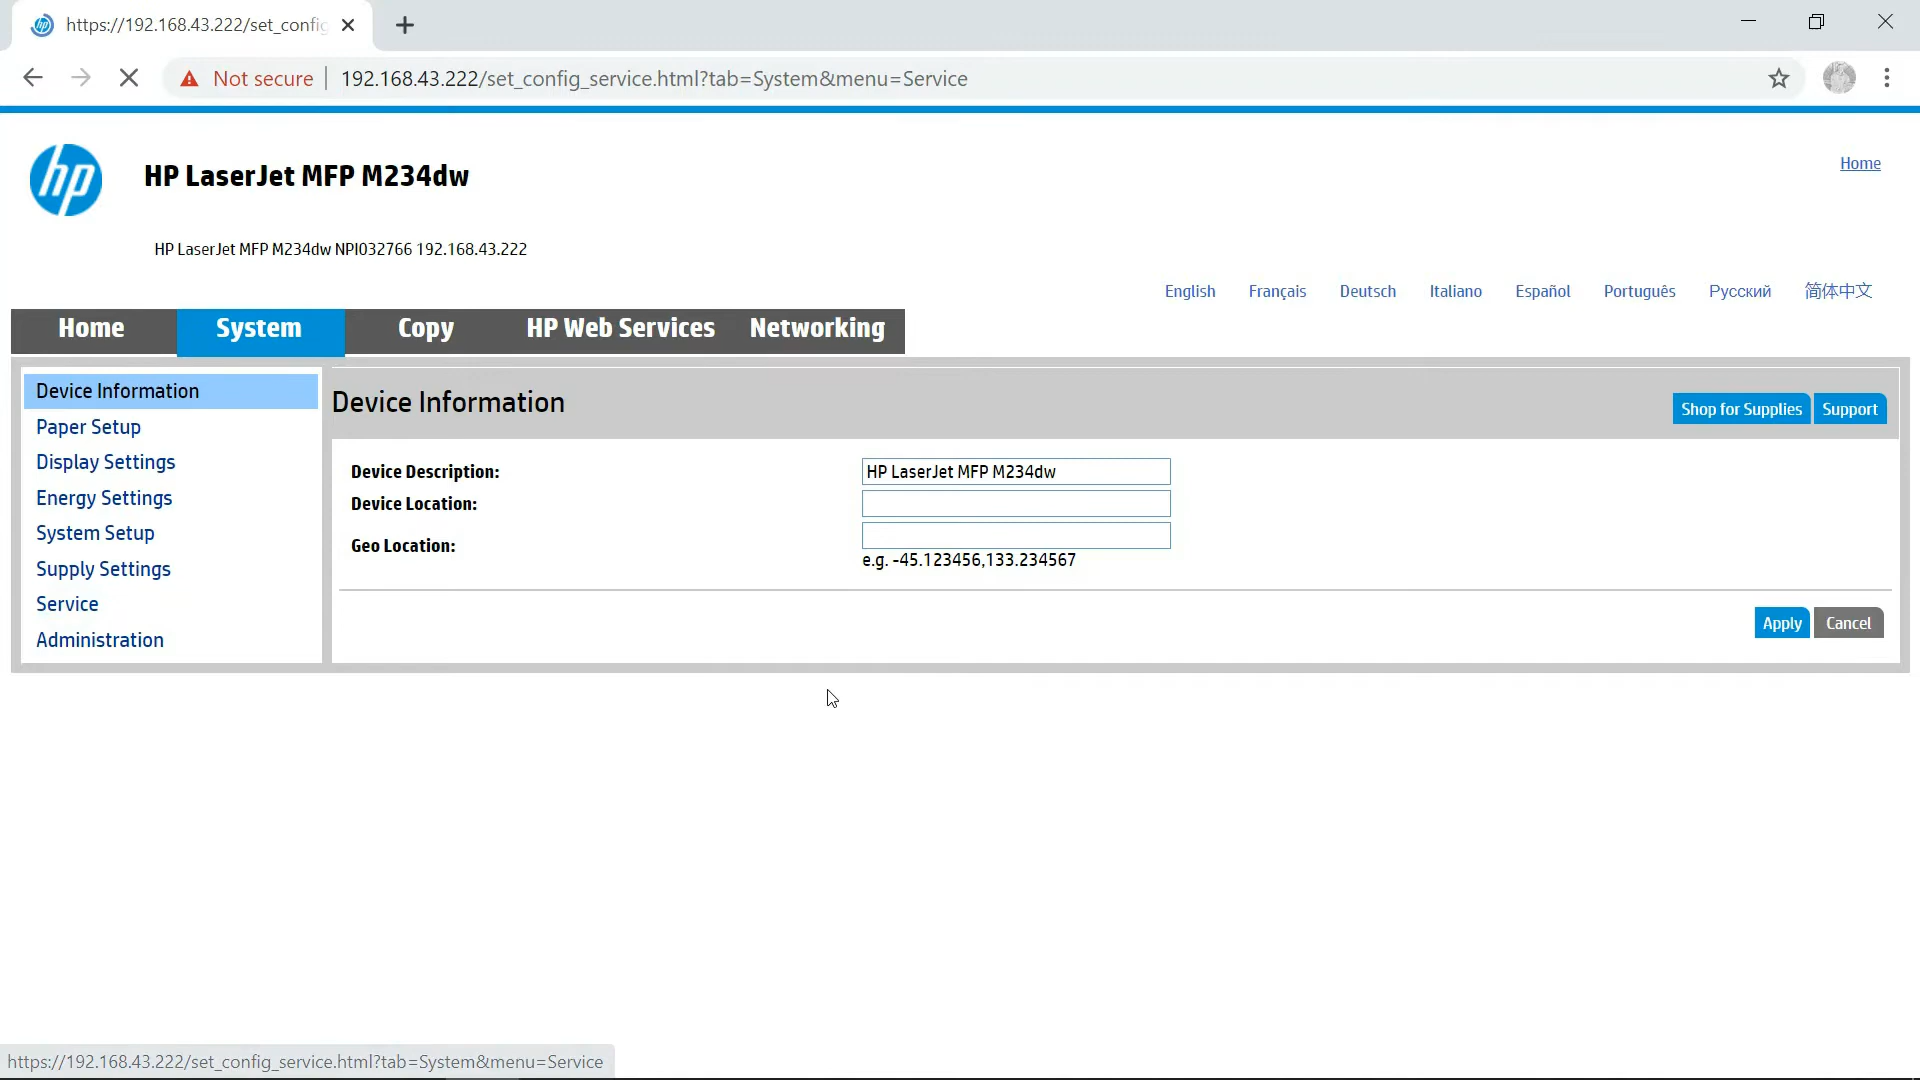 https://192.168.43.222/set_config
Not secure | 192.168.43.222/set_config_service.html?tab=System&menu=Service
hp
HP LaserJet MFP M234dw
Home
HP LaserJet MFP M234dw NPI032766 192.168.43.222
English Français Deutsch Italiano Español Português Русский 简体中文
Home System Copy HP Web Services Networking
Device Information
Paper Setup
Display Settings
Energy Settings
System Setup
Supply Settings
Service
Administration
Device Information
Shop for Supplies Support
Device Description: HP LaserJet MFP M234dw
Device Location:
Geo Location:
e.g. -45.123456,133.234567
Apply Cancel
https://192.168.43.222/set_config_service.html?tab=System&menu=Service